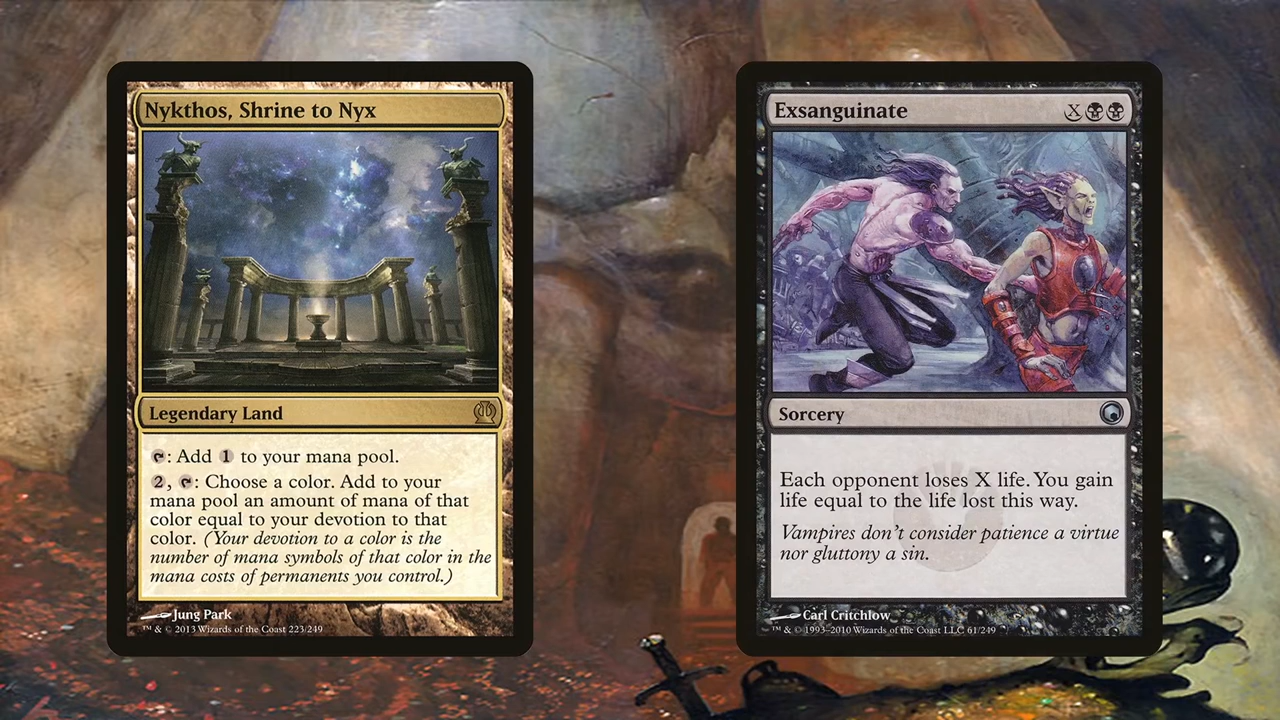 Nykthos, Shrine to Nyx
Legendary Land
: Add 1 to your mana pool.
2, : Choose a color. Add to your
mana pool an amount of mana of that
color equal to your devotion to that
color. (Your devotion to a color is the
number of mana symbols of that color in the
mana costs of permanents you control.)
Jung Park
™ & © 2013 Wizards of the Coast 223/249
Exsanguinate X
Sorcery
Each opponent loses X life. You gain
life equal to the life lost this way.
Vampires don't consider patience a virtue
nor gluttony a sin.
Carl Critchlow
™ & © 1993–2010 Wizards of the Coast LLC 61/249